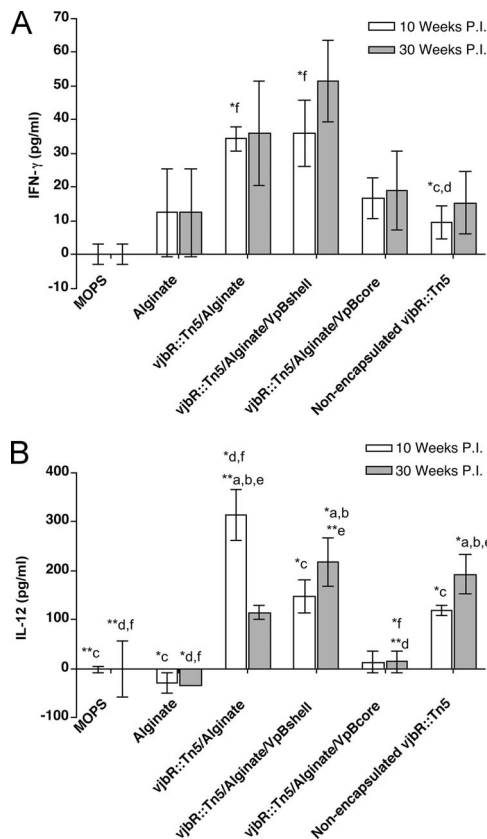 A
10 Weeks P.I.
30 Weeks P.I.
IFN-γ (pg/ml)
70
60
50
40
30
20
10
0
-10
*f
*f
*c,d
MOPS
Alginate
vjbR::Tn5/Alginate
vjbR::Tn5/Alginate/VpBshell
vjbR::Tn5/Alginate/VpBcore
Non-encapsulated vjbR::Tn5
B
10 Weeks P.I.
30 Weeks P.I.
IL-12 (pg/ml)
400
300
200
100
0
-100
**c
**d,f
*c
*d,f
*d,f
**a,b,e
*c
*a,b
**e
*f
**d
*c
*a,b,e
MOPS
Alginate
vjbR::Tn5/Alginate
vjbR::Tn5/Alginate/VpBshell
vjbR::Tn5/Alginate/VpBcore
Non-encapsulated vjbR::Tn5